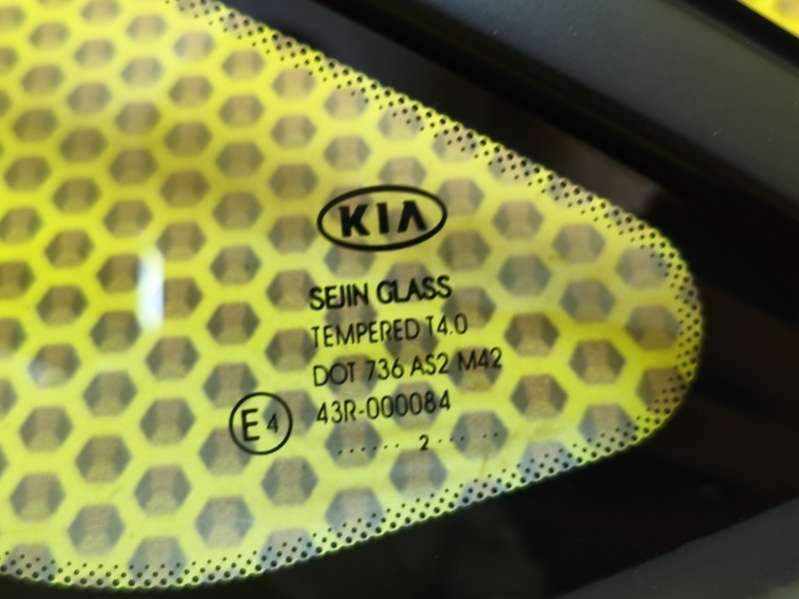 KIA
SEJIN GLASS
TEMPERED T4.0
DOT 736 AS2 M42
E4 43R-000084
...... 2 ... ..